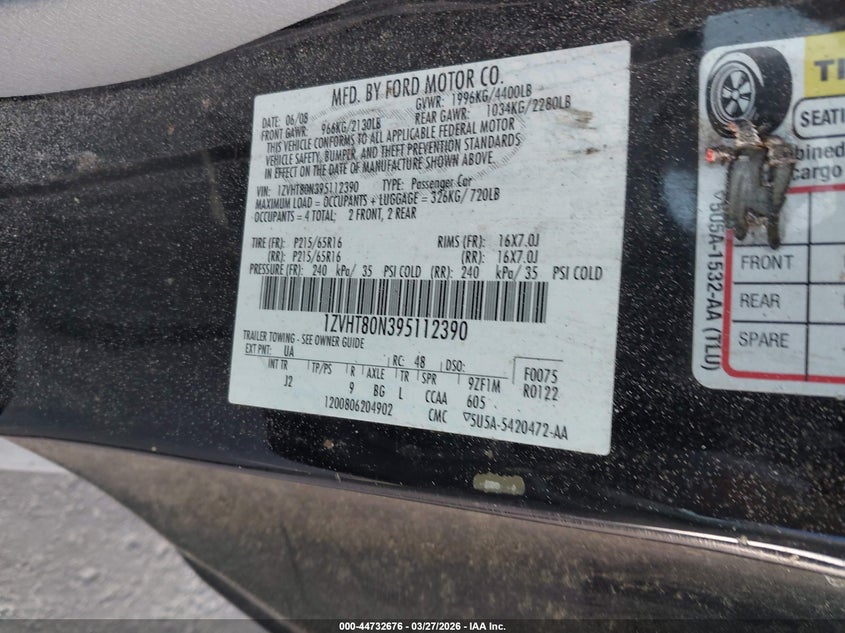 MFD. BY FORD MOTOR CO.
DATE: 06/08 GVWR: 1996KG/4400LB
FRONT GAWR: 966KG/2130LB REAR GAWR: 1034KG/2280LB
THIS VEHICLE CONFORMS TO ALL APPLICABLE FEDERAL MOTOR
VEHICLE SAFETY, BUMPER, AND THEFT PREVENTION STANDARDS
IN EFFECT ON THE DATE OF MANUFACTURE SHOWN ABOVE.
VIN: 1ZVHT80N395112390 TYPE: Passenger Car
MAXIMUM LOAD = OCCUPANTS + LUGGAGE = 326KG/ 720LB
OCCUPANTS = 4 TOTAL; 2 FRONT, 2 REAR
TIRE (FR): P215/65R16 RIMS (FR): 16X7.0J
(RR): P215/65R16 (RR): 16X7.0J
PRESSURE (FR): 240 kPa/ 35 PSI COLD (RR): 240 kPa/ 35 PSI COLD
1ZVHT80N395112390
TRAILER TOWING - SEE OWNER GUIDE
EXT PNT: UA RC: 48 DSO:
INT TR TP/PS R AXLE TR SPR 9ZF1M F0075
J2 9 BG L CCAA 605 R0122
1200806204902 CMC 5U5A-5420472-AA
SEATI
bined
cargo
FRONT
REAR
SPARE
5U5A-1532-AA (TLU)
000-44732676 — 03/27/2026 — IAA Inc.